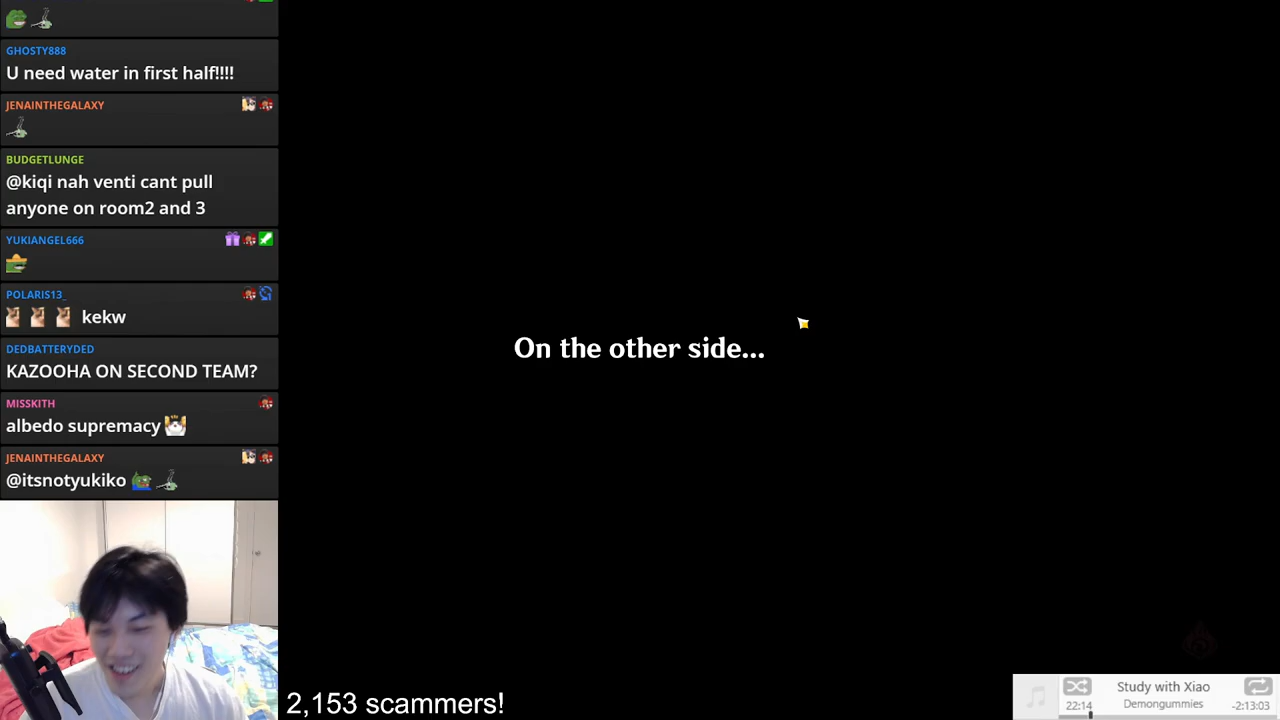 GHOSTY888
U need water in first half!!!!
JENAINTHEGALAXY
BUDGETLUNGE
@kiqi nah venti cant pull
anyone on room2 and 3
YUKIANGEL666
POLARIS13_
kekw
DEDBATTERYDED
KAZOOHA ON SECOND TEAM?
MISSKITH
albedo supremacy
JENAINTHEGALAXY
@itsnotyukiko
On the other side...
2,153 scammers!
Study with Xiao
22:14
Demongummies
-2:13:03